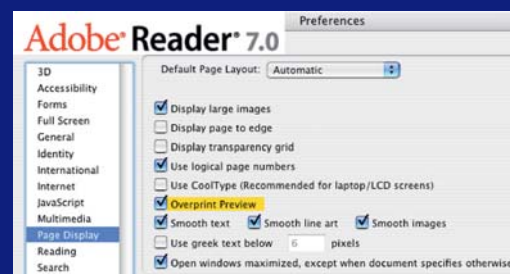 Preferences
Adobe® Reader® 7.0
3D
Accessibility
Forms
Full Screen
General
Identity
International
Internet
JavaScript
Multimedia
Page Display
Reading
Search
Default Page Layout: Automatic
Display large images
Display page to edge
Display transparency grid
Use logical page numbers
Use CoolType (Recommended for laptop/LCD screens)
Overprint Preview
Smooth text Smooth line art Smooth images
Use greek text below 6 pixels
Open windows maximized, except when document specifies otherwise